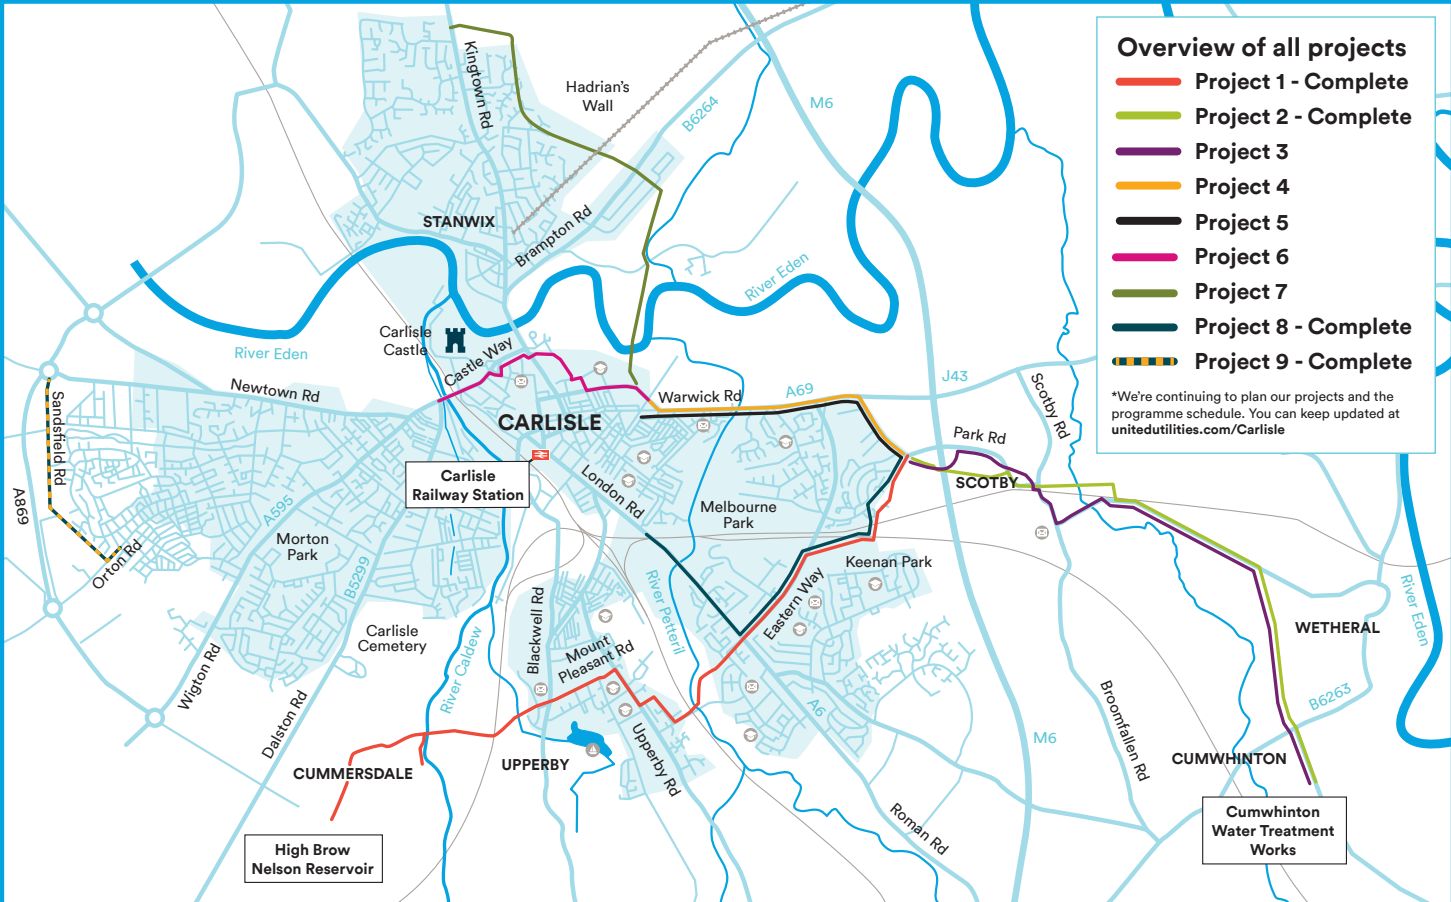 Overview of all projects
Project 1 - Complete
Project 2 - Complete
Project 3
Project 4
Project 5
Project 6
Project 7
Project 8 - Complete
Project 9 - Complete
*We're continuing to plan our projects and the
programme schedule. You can keep updated at
unitedutilities.com/Carlisle
Kingtown Rd
Hadrian's
Wall
B6264
M6
STANWIX
Brampton Rd
River Eden
River Eden
Carlisle
Castle
Castle Way
Newtown Rd
Sandsfield Rd
A869
CARLISLE
Warwick Rd
A69
J43
Scotby Rd
Park Rd
SCOTBY
Carlisle
Railway Station
London Rd
Melbourne
Park
A595
Morton
Park
Orton Rd
B5299
Keenan Park
Eastern Way
River Petteril
Blackwell Rd
Mount
Pleasant Rd
Carlisle
Cemetery
River Caldew
Wigton Rd
Dalston Rd
River Eden
WETHERAL
B6263
A6
M6
Broomfallen Rd
CUMWHINTON
CUMMERSDALE
UPPERBY
Upperby Rd
Roman Rd
Cumwhinton
Water Treatment
Works
High Brow
Nelson Reservoir